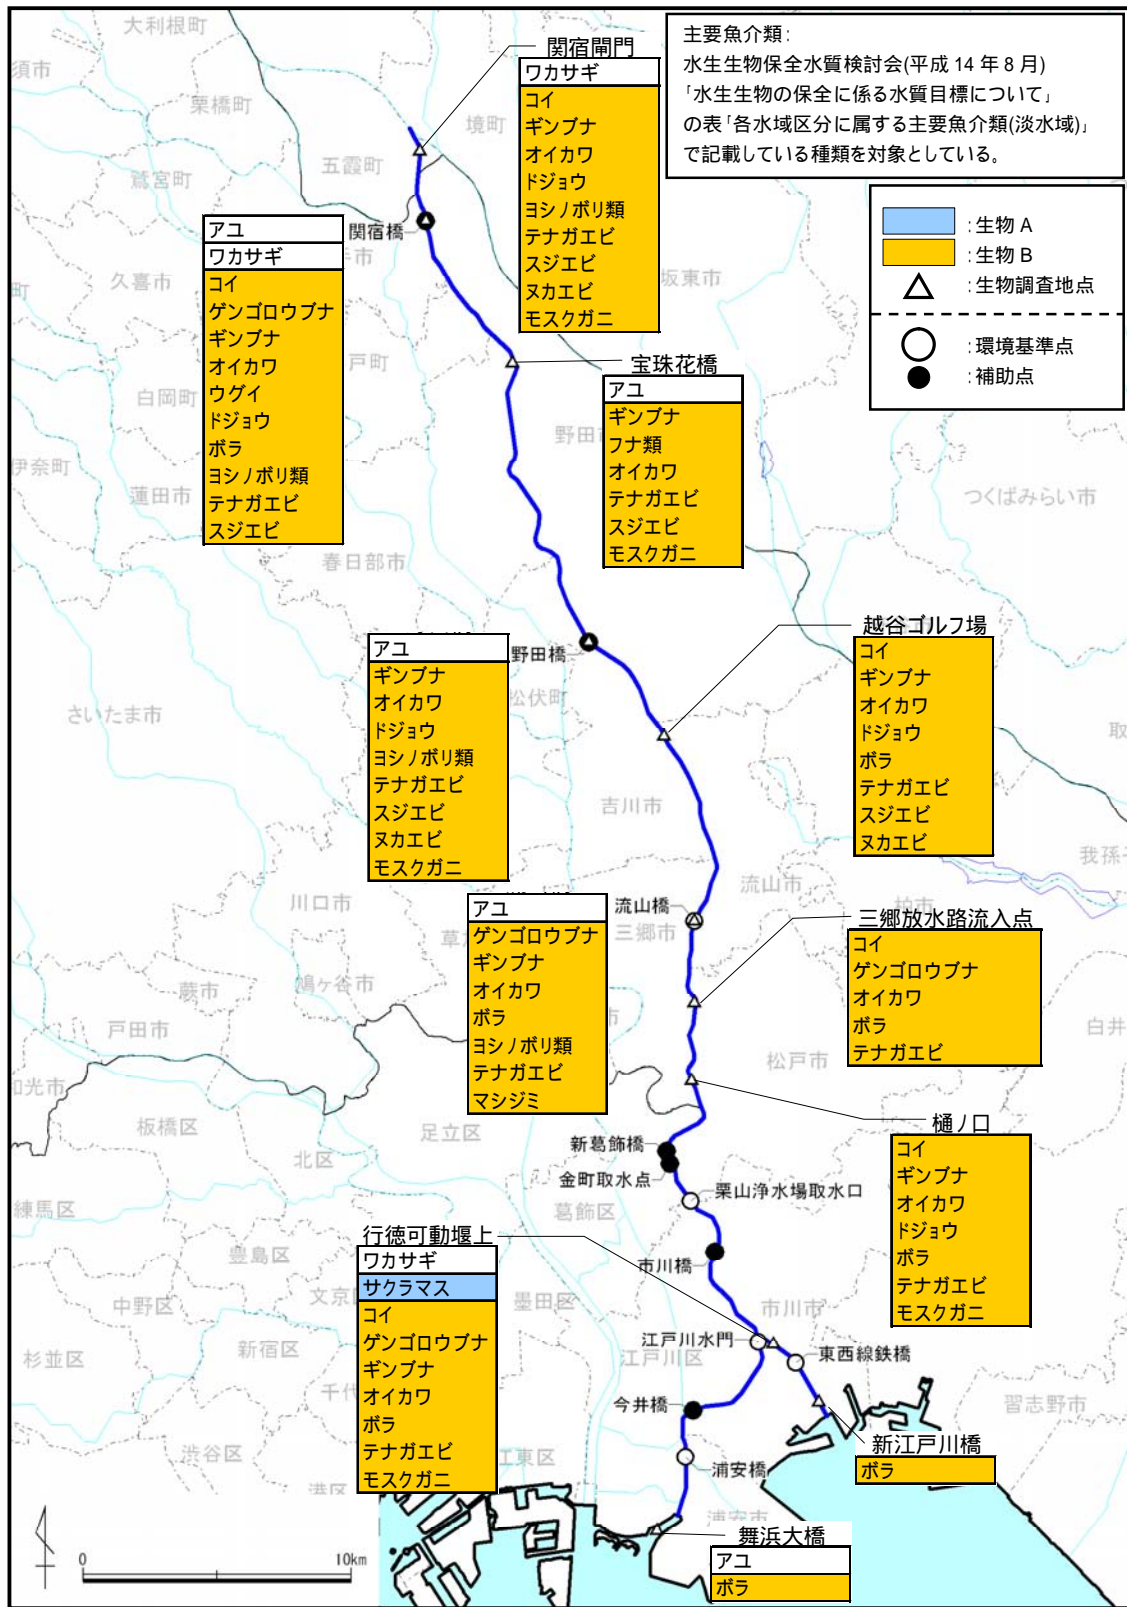 大利根町
関宿閘門
主要魚介類:
水生生物保全水質検討会(平成14年8月)
「水生生物の保全に係る水質目標について」
の表「各水域区分に属する主要魚介類(淡水域)」
で記載している種類を対象としている。
須市
栗橋町
境町
五霞町
鷲宮町
ワカサギ
コイ
ギンブナ
オイカワ
ドジョウ
ヨシノボリ類
テナガエビ
スジエビ
ヌカエビ
モスクガニ
:生物 A
:生物 B
:生物調査地点
:環境基準点
:補助点
関宿橋
手市
久喜市
町
坂東市
アユ
ワカサギ
コイ
ゲンゴロウブナ
ギンブナ
オイカワ
ウグイ
ドジョウ
ボラ
ヨシノボリ類
テナガエビ
スジエビ
戸町
白岡町
伊奈町
蓮田市
宝珠花橋
野田市
アユ
ギンブナ
フナ類
オイカワ
テナガエビ
スジエビ
モスクガニ
つくばみらい市
春日部市
越谷ゴルフ場
コイ
ギンブナ
オイカワ
ドジョウ
ボラ
テナガエビ
スジエビ
ヌカエビ
野田橋
松伏町
さいたま市
取
アユ
ギンブナ
オイカワ
ドジョウ
ヨシノボリ類
テナガエビ
スジエビ
ヌカエビ
モスクガニ
吉川市
我孫子
流山市
柏市
川口市
草
流山橋
三郷市
市
三郷放水路流入点
コイ
ゲンゴロウブナ
オイカワ
ボラ
テナガエビ
アユ
ゲンゴロウブナ
ギンブナ
オイカワ
ボラ
ヨシノボリ類
テナガエビ
マシジミ
蕨市
鳩ヶ谷市
戸田市
白井
松戸市
和光市
板橋区
足立区
北区
新葛飾橋
金町取水点
栗山浄水場取水口
葛飾区
樋ノ口
コイ
ギンブナ
オイカワ
ドジョウ
ボラ
テナガエビ
モスクガニ
練馬区
豊島区
中野区
文京
墨田区
市川橋
市川市
行徳可動堰上
ワカサギ
サクラマス
コイ
ゲンゴロウブナ
ギンブナ
オイカワ
ボラ
テナガエビ
モスクガニ
杉並区
新宿区
千代
江戸川水門
江戸川区
東西線鉄橋
今井橋
習志野市
渋谷区
港区
江東区
浦安橋
新江戸川橋
ボラ
浦安市
舞浜大橋
アユ
ボラ
0
10km